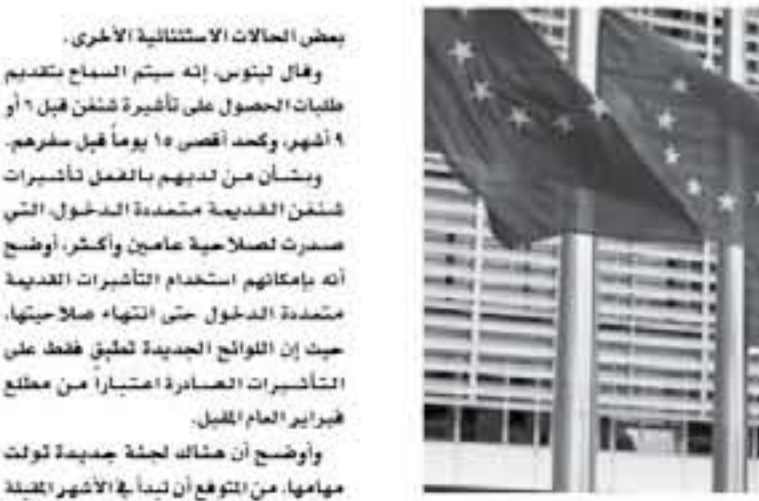 بعض الحالات الاستثنائية الأخرى.
وقال لينوس، إنه سيتم السماح بتقديم
طلبات الحصول على تأشيرة شنغن قبل ٦ أو
٩ أشهر، وكحد أقصى ١٥ يوماً قبل سفرهم.
وبشأن من لديهم بالفعل تأشيرات
شنغن القديمة متعددة الدخول، التي
صدرت لصلاحية عامين وأكثر، أوضح
أنه بإمكانهم استخدام التأشيرات القديمة
متعددة الدخول حتى انتهاء صلاحيتها،
حيث إن اللوائح الجديدة تطبق فقط على
التأشيرات الصادرة اعتباراً من مطلع
فبراير العام المقبل.
وأوضح أن هناك لجنة جديدة تولت
مهامها، من المتوقع أن تبدأ في الأشهر المقبلة